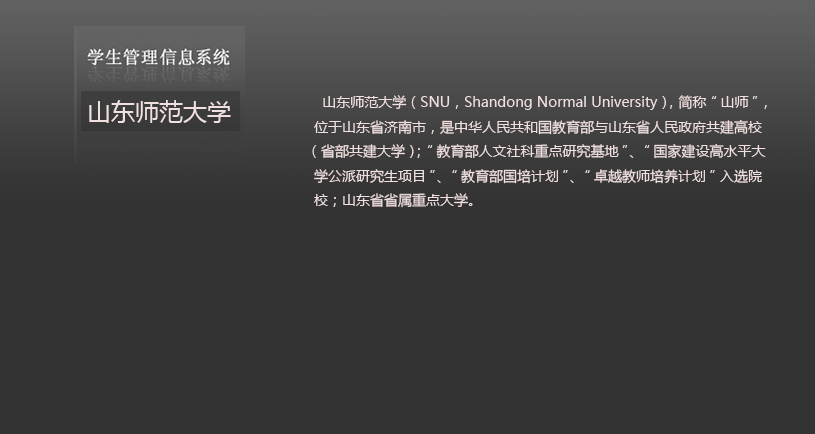 学生管理信息系统
山东师范大学
山东师范大学（SNU，Shandong Normal University），简称＂山师＂，
位于山东省济南市，是中华人民共和国教育部与山东省人民政府共建高校
（省部共建大学）；＂教育部人文社科重点研究基地＂、＂国家建设高水平大
学公派研究生项目＂、＂教育部国培计划＂、＂卓越教师培养计划＂入选院
校；山东省省属重点大学。